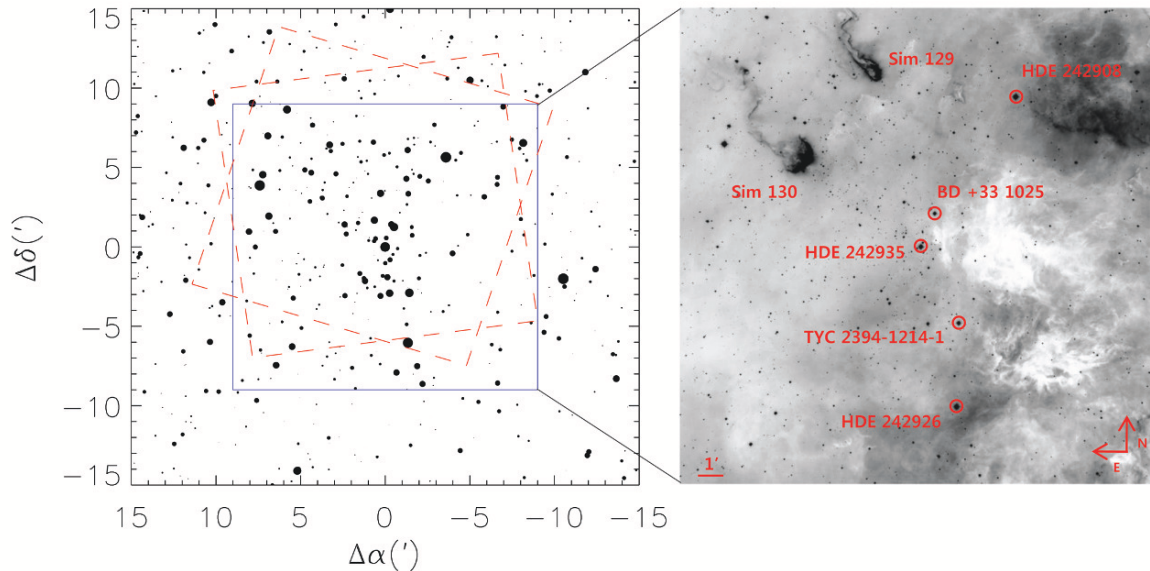 15
10
5
0
−5
−10
−15
Δδ(′)
15 10 5 0 −5 −10 −15
Δα(′)
Sim 129
HDE 242908
Sim 130
BD +33 1025
HDE 242935
TYC 2394-1214-1
HDE 242926
1′
N
E